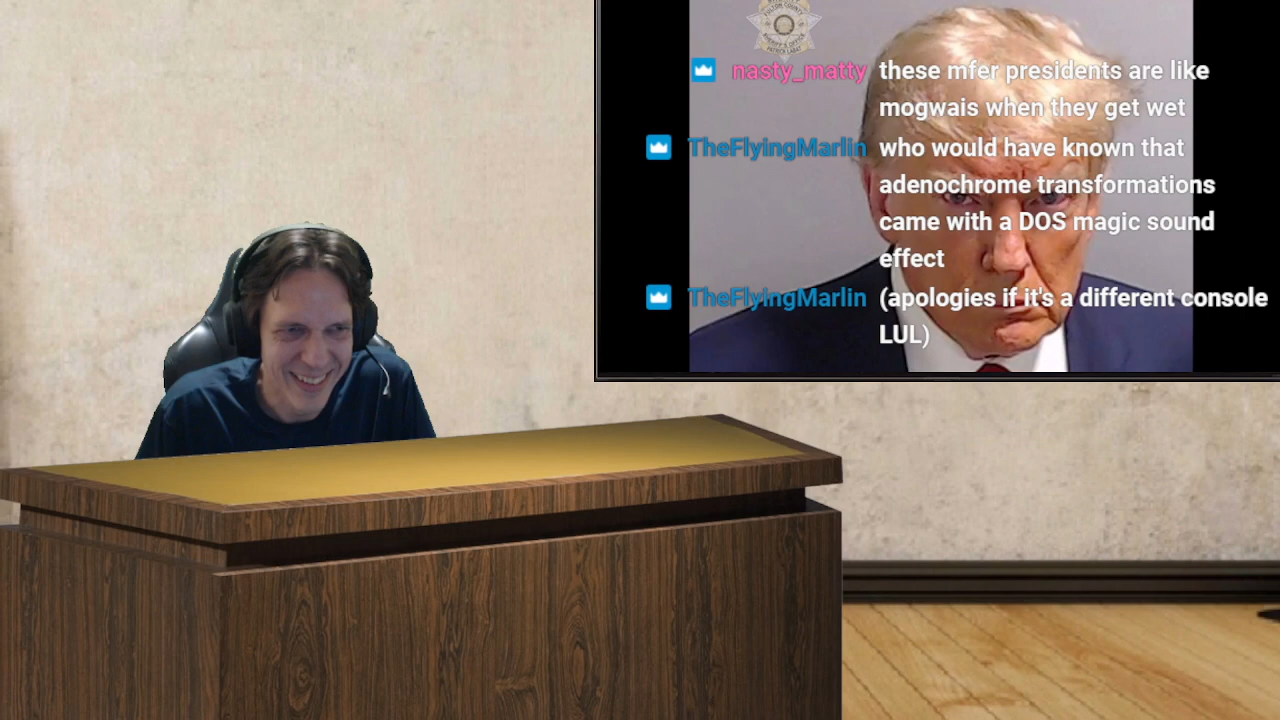 nasty_matty these mfer presidents are like
mogwais when they get wet
TheFlyingMarlin who would have known that
adenochrome transformations
came with a DOS magic sound
effect
TheFlyingMarlin (apologies if it's a different console
LUL)